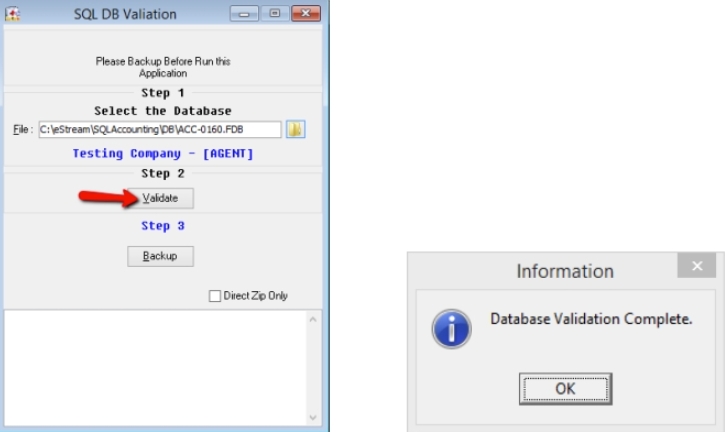 SQL DB Valiation
Please Backup Before Run this
Application
Step 1
Select the Database
File : C:\eStream\SQLAccounting\DB\ACC-0160.FDB
Testing Company - [AGENT]
Step 2
Validate
Step 3
Backup
Direct Zip Only
Information
Database Validation Complete.
OK